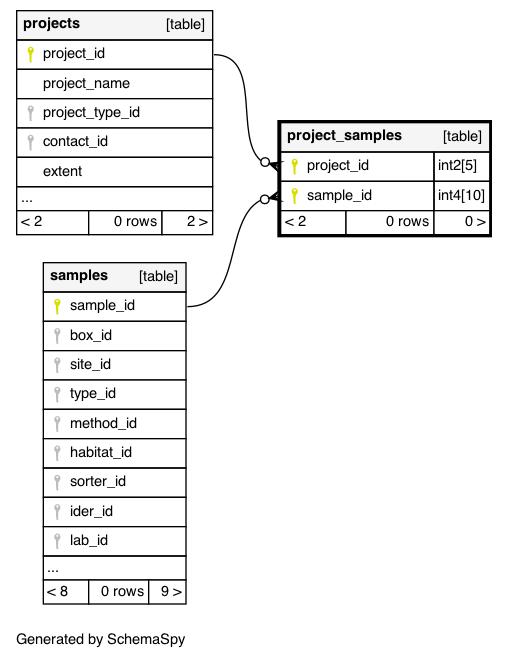 projects [table]
project_id
project_name
project_type_id
contact_id
extent
...
< 2 0 rows 2 >
project_samples [table]
project_id int2[5]
sample_id int4[10]
< 2 0 rows 0 >
samples [table]
sample_id
box_id
site_id
type_id
method_id
habitat_id
sorter_id
ider_id
lab_id
...
< 8 0 rows 9 >
Generated by SchemaSpy